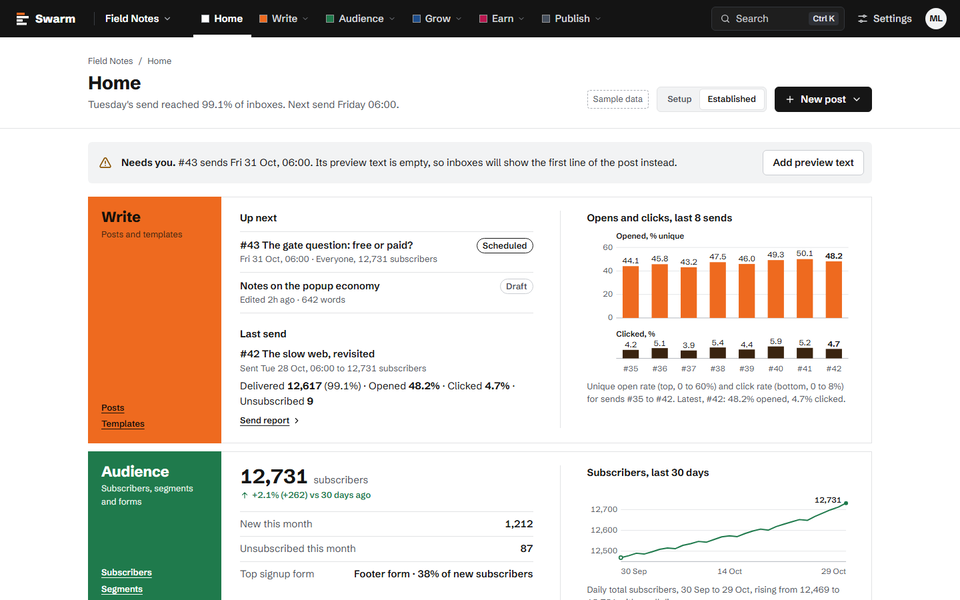 Swarm
Field Notes
Home
Write
Audience
Grow
Earn
Publish
Search
Ctrl K
Settings
ML
Field Notes / Home
Home
Tuesday's send reached 99.1% of inboxes. Next send Friday 06:00.
Sample data
Setup
Established
+ New post
Needs you. #43 sends Fri 31 Oct, 06:00. Its preview text is empty, so inboxes will show the first line of the post instead.
Add preview text
Write
Posts and templates
Posts
Templates
Up next
#43 The gate question: free or paid?
Scheduled
Fri 31 Oct, 06:00 · Everyone, 12,731 subscribers
Notes on the popup economy
Draft
Edited 2h ago · 642 words
Last send
#42 The slow web, revisited
Sent Tue 28 Oct, 06:00 to 12,731 subscribers
Delivered 12,617 (99.1%) · Opened 48.2% · Clicked 4.7% ·
Unsubscribed 9
Send report
Opens and clicks, last 8 sends
Opened, % unique
60
40
20
0
44.1 45.8 43.2 47.5 46.0 49.3 50.1 48.2
Clicked, %
4.2 5.1 3.9 5.4 4.4 5.9 5.2 4.7
#35 #36 #37 #38 #39 #40 #41 #42
Unique open rate (top, 0 to 60%) and click rate (bottom, 0 to 8%)
for sends #35 to #42. Latest, #42: 48.2% opened, 4.7% clicked.
Audience
Subscribers, segments
and forms
Subscribers
Segments
12,731 subscribers
↑ +2.1% (+262) vs 30 days ago
New this month 1,212
Unsubscribed this month 87
Top signup form Footer form · 38% of new subscribers
Subscribers, last 30 days
12,731
12,700
12,600
12,500
30 Sep 14 Oct 29 Oct
Daily total subscribers, 30 Sep to 29 Oct, rising from 12,469 to